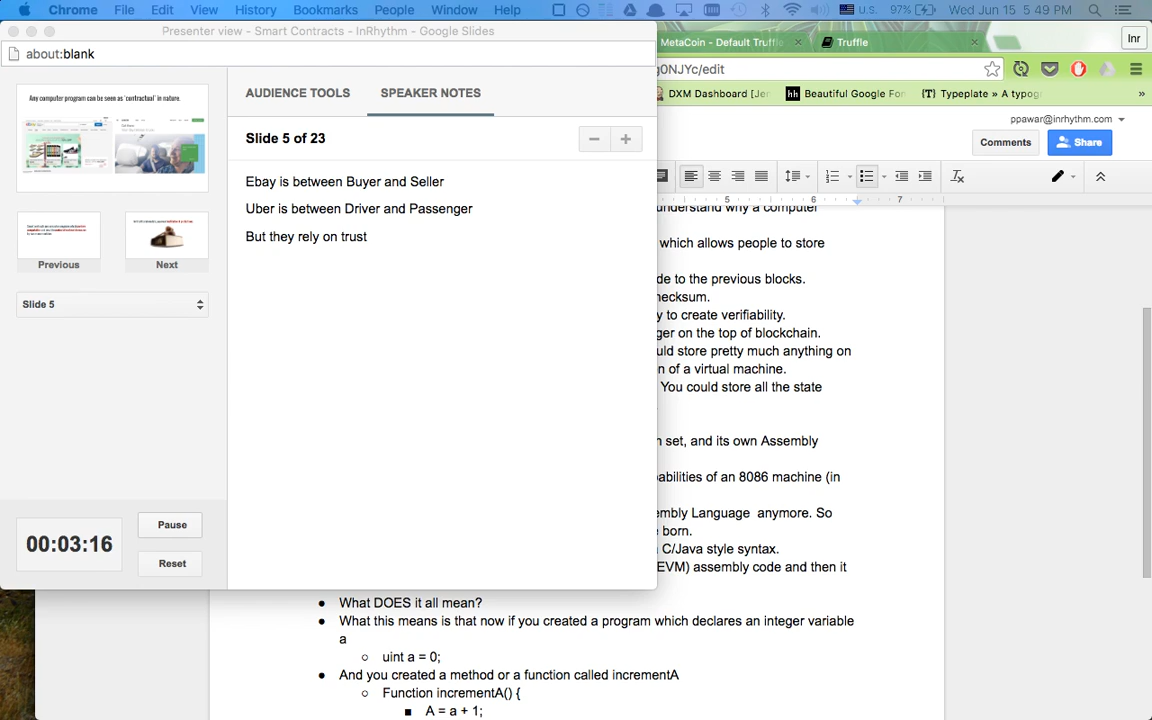 Chrome File Edit View History Bookmarks People Window Help U.S. 97% Wed Jun 15 5:49 PM
Presenter view - Smart Contracts - InRhythm - Google Slides
MetaCoin - Default Truffle
Truffle
Inr
about:blank
g0NJYc/edit
DXM Dashboard [Jen
hh Beautiful Google Fon
{T} Typeplate » A typog
»
Any computer program can be seen as 'contractual' in nature.
AUDIENCE TOOLS
SPEAKER NOTES
ppawar@inrhythm.com
Slide 5 of 23
Comments
Share
Ebay is between Buyer and Seller
Uber is between Driver and Passenger
But they rely on trust
Previous
Next
Slide 5
00:03:16
Pause
Reset
5 6 7
understand why a computer
which allows people to store
de to the previous blocks.
hecksum.
y to create verifiability.
ger on the top of blockchain.
uld store pretty much anything on
n of a virtual machine.
You could store all the state
n set, and its own Assembly
pabilities of an 8086 machine (in
embly Language anymore. So
e born.
n C/Java style syntax.
EVM) assembly code and then it
● What DOES it all mean?
● What this means is that now if you created a program which declares an integer variable
a
○ uint a = 0;
● And you created a method or a function called incrementA
○ Function incrementA() {
■ A = a + 1;